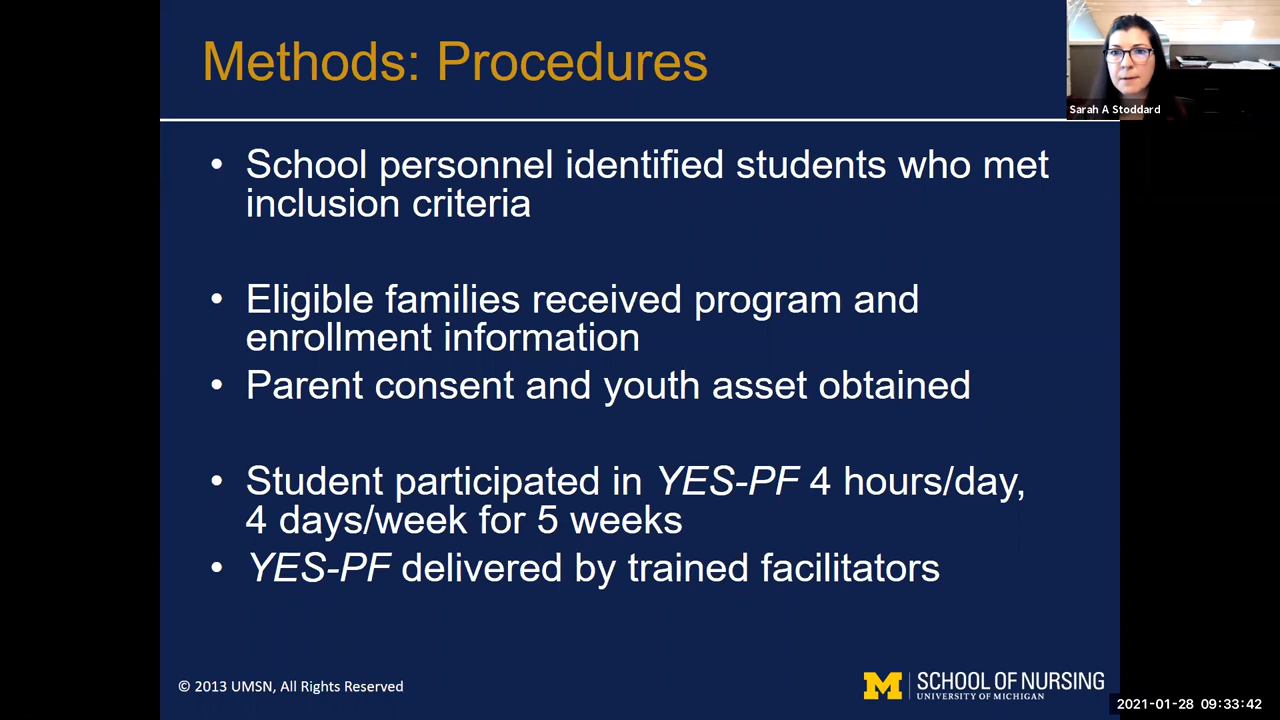 Methods: Procedures
Sarah A Stoddard
• School personnel identified students who met
inclusion criteria
• Eligible families received program and
enrollment information
• Parent consent and youth asset obtained
• Student participated in YES-PF 4 hours/day,
4 days/week for 5 weeks
• YES-PF delivered by trained facilitators
© 2013 UMSN, All Rights Reserved
M SCHOOL OF NURSING
UNIVERSITY OF MICHIGAN
2021-01-28 09:33:42